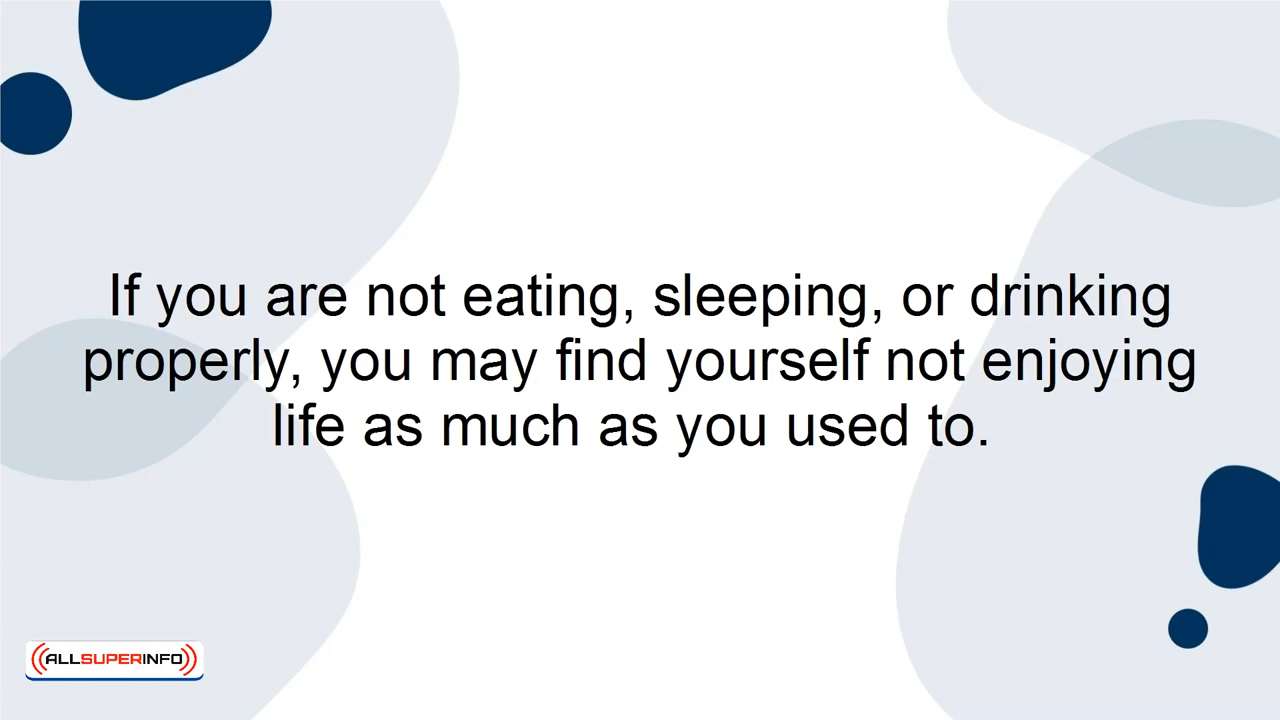 If you are not eating, sleeping, or drinking
properly, you may find yourself not enjoying
life as much as you used to.
ALLSUPERINFO